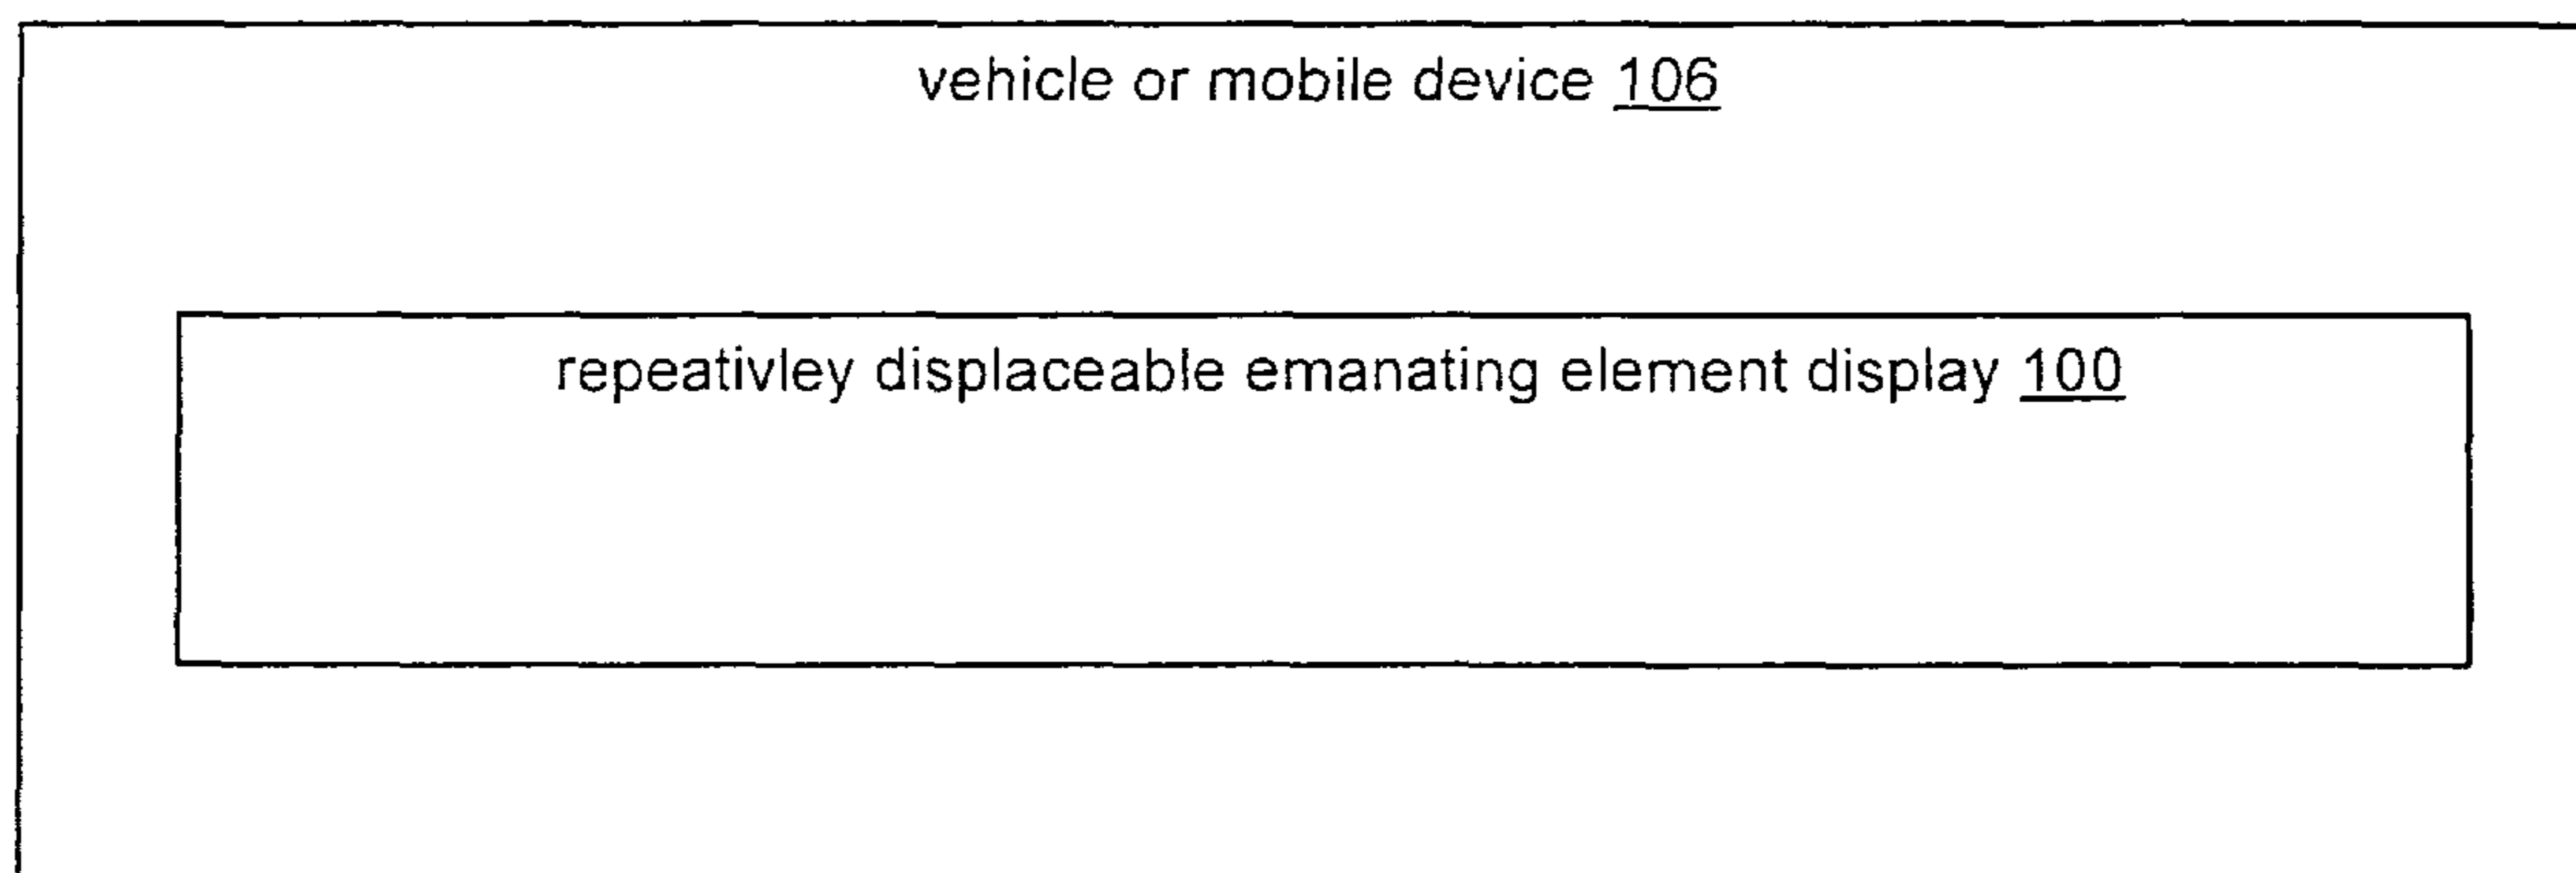 vehicle or mobile device 106
repeativley displaceable emanating element display 100